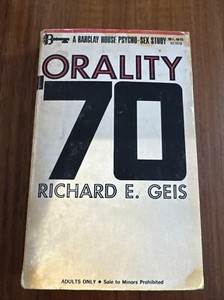 A BARCLAY HOUSE PSYCHO-SEX STUDY
ORALITY
70
RICHARD E. GEIS
ADULTS ONLY • Sale to Minors Prohibited